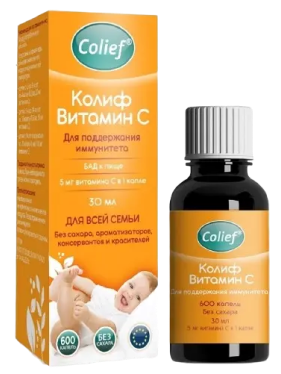 Colief®
Колиф
Витамин С
Для поддержания
иммунитета
БАД к пище
5 мг витамина С в 1 капле
30 мл
ДЛЯ ВСЕЙ СЕМЬИ
Без сахара, ароматизаторов,
консервантов и красителей
600
КАПЕЛЬ
БЕЗ
САХАРА
Colief®
Колиф
Витамин С
Для поддержания иммунитета
600 капель
Без сахара
30 мл
5 мг витамина С в 1 капле